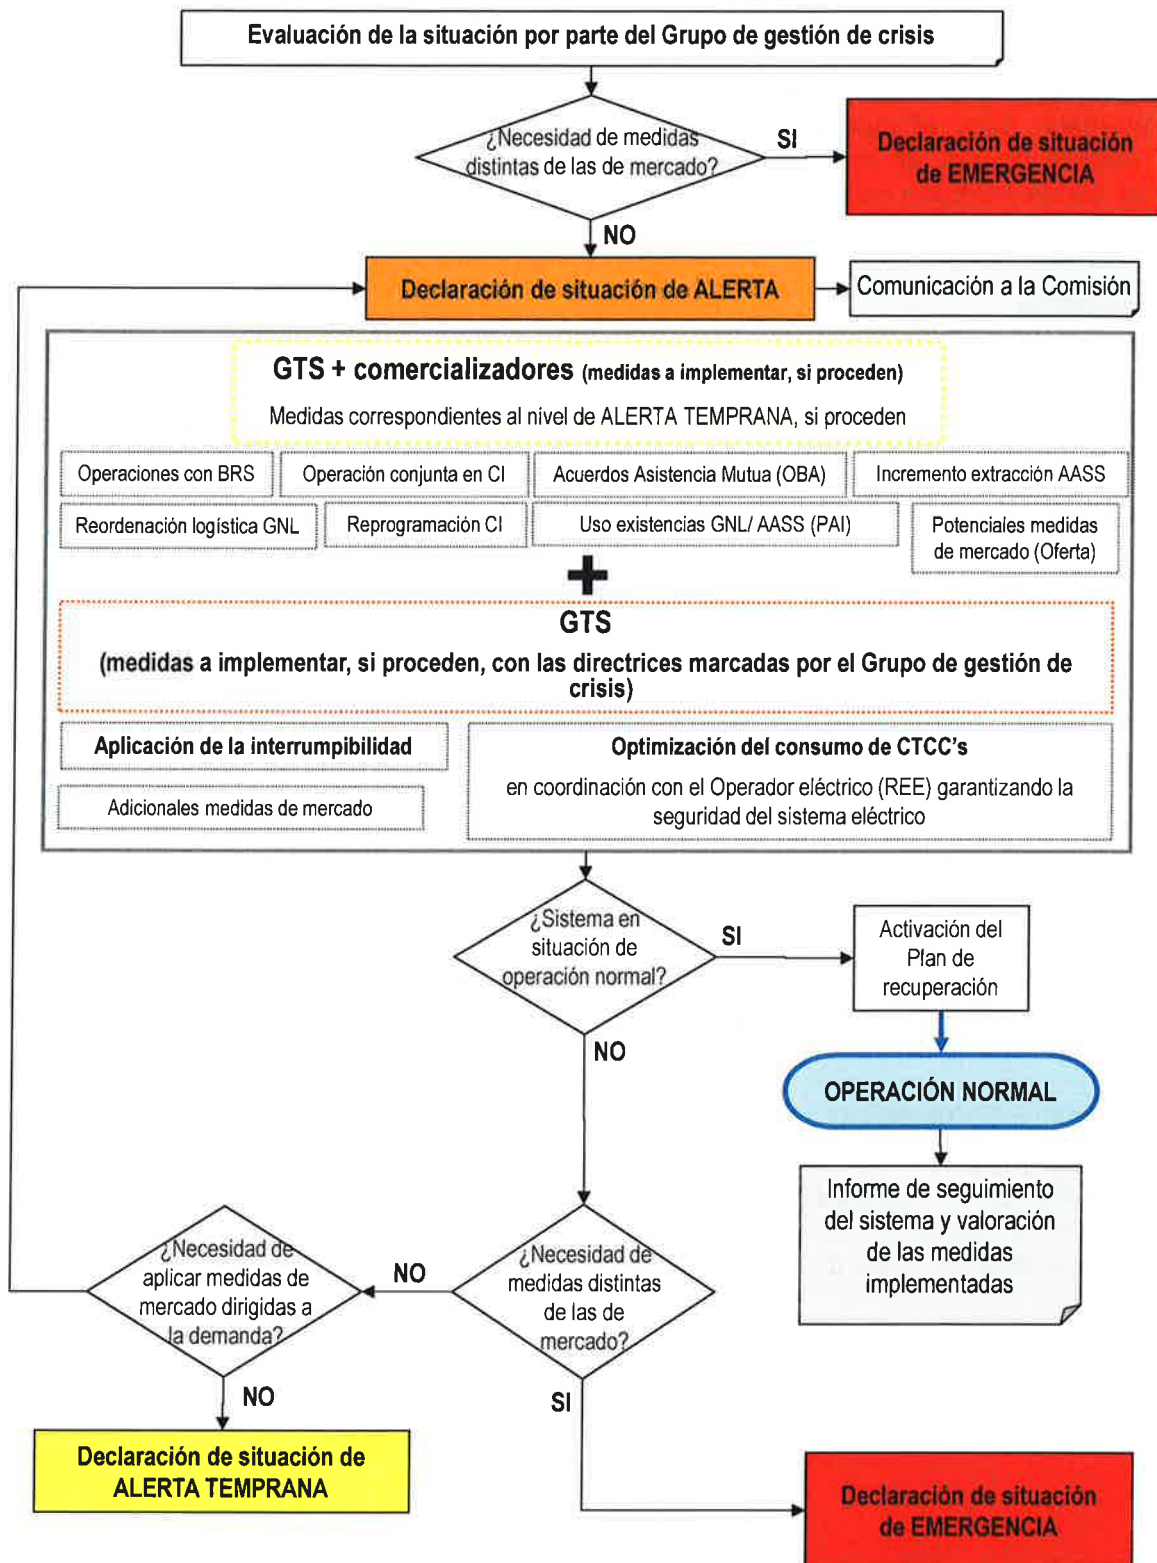 Evaluación de la situación por parte del Grupo de gestión de crisis
¿Necesidad de medidas
distintas de las de mercado?
SI
Declaración de situación
de EMERGENCIA
NO
Declaración de situación de ALERTA
Comunicación a la Comisión
GTS + comercializadores (medidas a implementar, si proceden)
Medidas correspondientes al nivel de ALERTA TEMPRANA, si proceden
Operaciones con BRS
Operación conjunta en CI
Acuerdos Asistencia Mutua (OBA)
Incremento extracción AASS
Reordenación logística GNL
Reprogramación CI
Uso existencias GNL/ AASS (PAI)
Potenciales medidas
de mercado (Oferta)
+
GTS
(medidas a implementar, si proceden, con las directrices marcadas por el Grupo de gestión de
crisis)
Aplicación de la interrumpibilidad
Adicionales medidas de mercado
Optimización del consumo de CTCC's
en coordinación con el Operador eléctrico (REE) garantizando la
seguridad del sistema eléctrico
¿Sistema en
situación de
operación normal?
SI
Activación del
Plan de
recuperación
NO
OPERACIÓN NORMAL
Informe de seguimiento
del sistema y valoración
de las medidas
implementadas
¿Necesidad de
aplicar medidas de
mercado dirigidas a
la demanda?
NO
¿Necesidad de
medidas distintas
de las de
mercado?
NO
SI
Declaración de situación de
ALERTA TEMPRANA
Declaración de situación
de EMERGENCIA